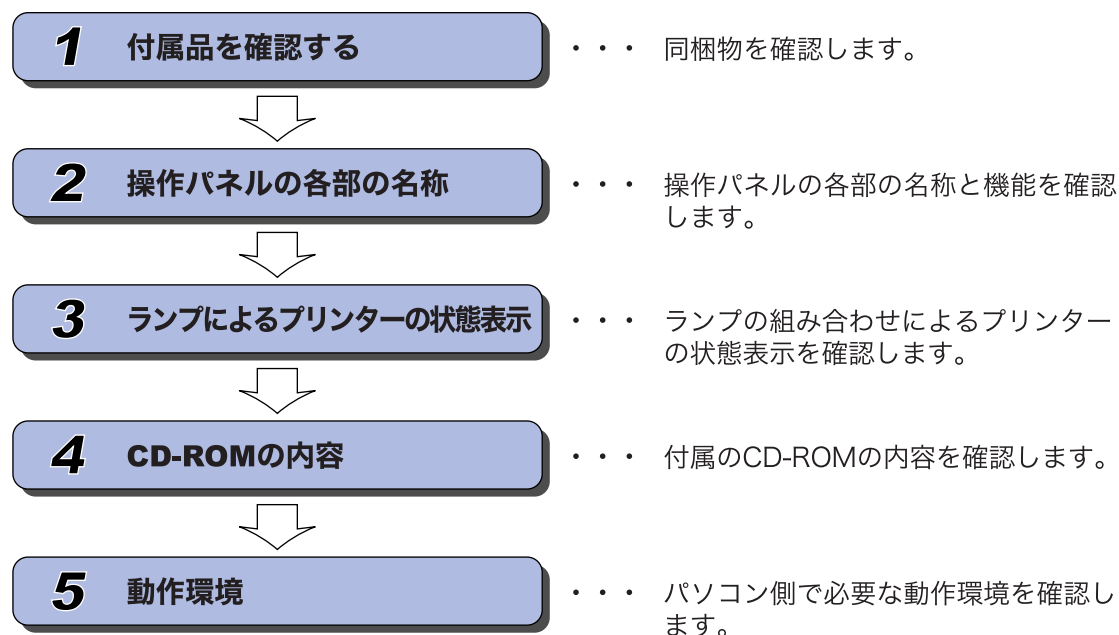 1 付属品を確認する ・・・ 同梱物を確認します。
2 操作パネルの各部の名称 ・・・ 操作パネルの各部の名称と機能を確認
します。
3 ランプによるプリンターの状態表示 ・・・ ランプの組み合わせによるプリンター
の状態表示を確認します。
4 CD-ROMの内容 ・・・ 付属のCD-ROMの内容を確認します。
5 動作環境 ・・・ パソコン側で必要な動作環境を確認し
ます。